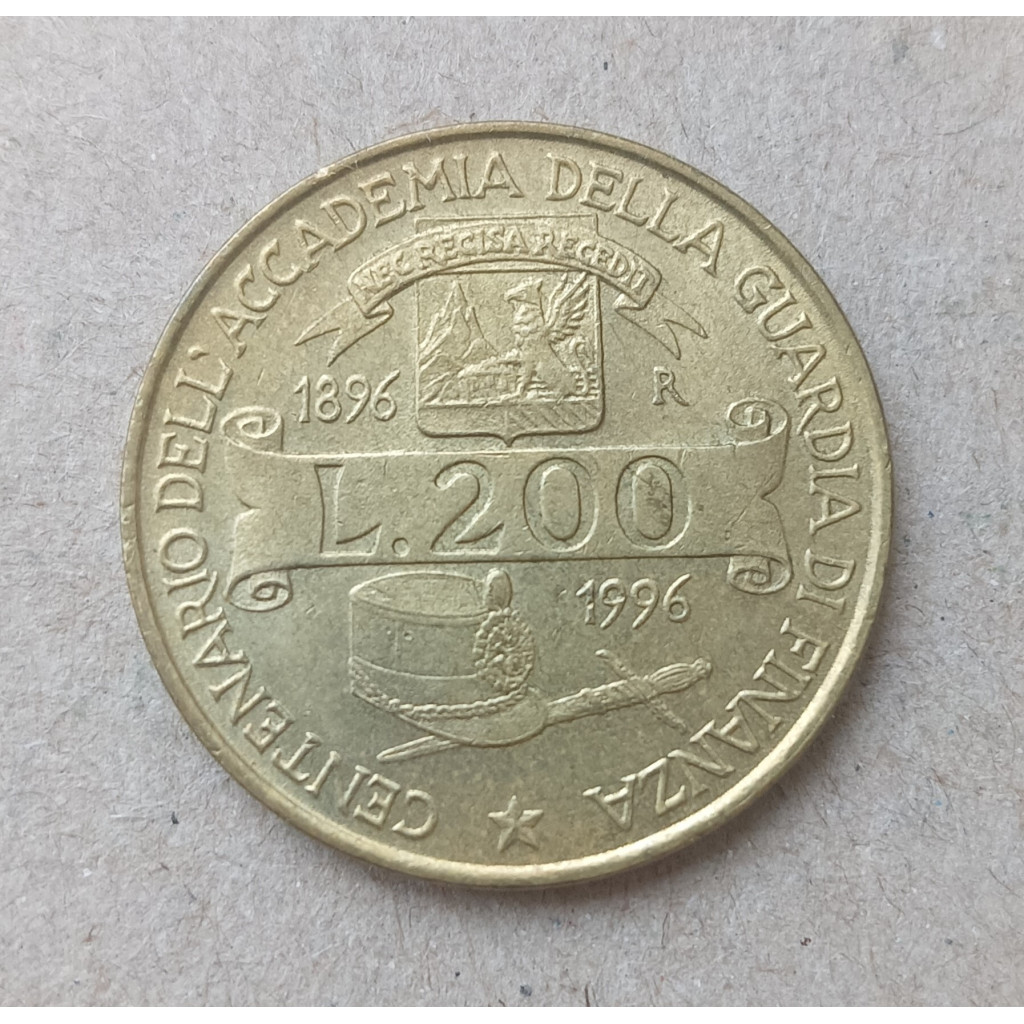 CENTENARIO DELL'ACCADEMIA DELLA GUARDIA DI FINANZA
NEC RECISA RECEDIT
1896 R
L.200
1996